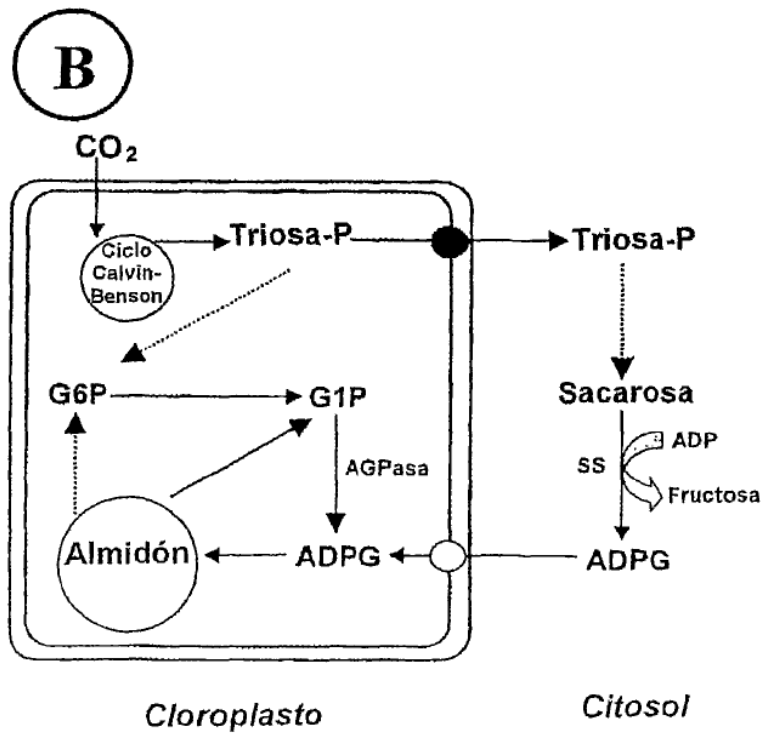 B
CO₂
Ciclo
Calvin-
Benson
Triosa-P
Triosa-P
G6P
G1P
Sacarosa
AGPasa
SS
ADP
Fructosa
Almidón
ADPG
ADPG
Cloroplasto
Citosol